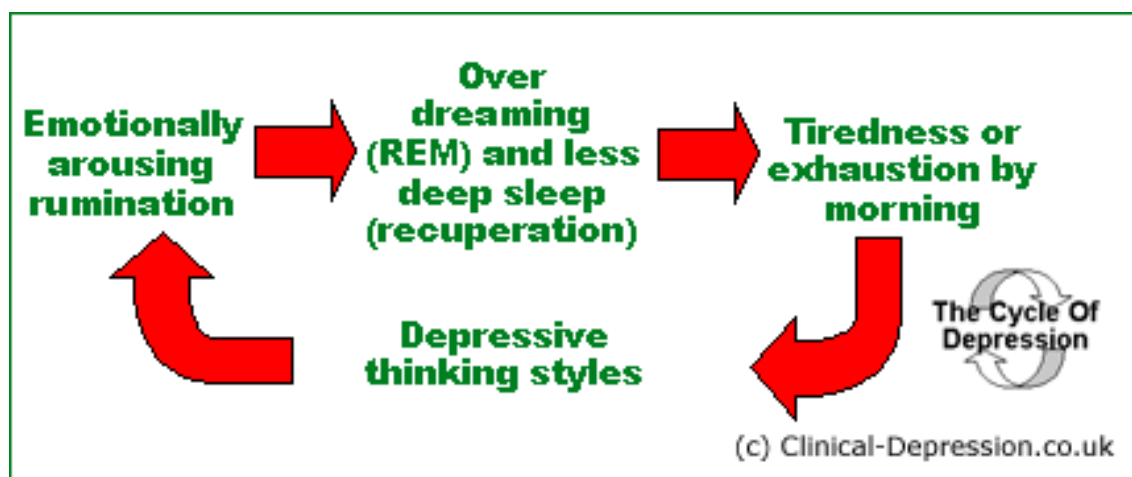 Emotionally
arousing
rumination
Over
dreaming
(REM) and less
deep sleep
(recuperation)
Tiredness or
exhaustion by
morning
Depressive
thinking styles
The Cycle Of
Depression
(c) Clinical-Depression.co.uk